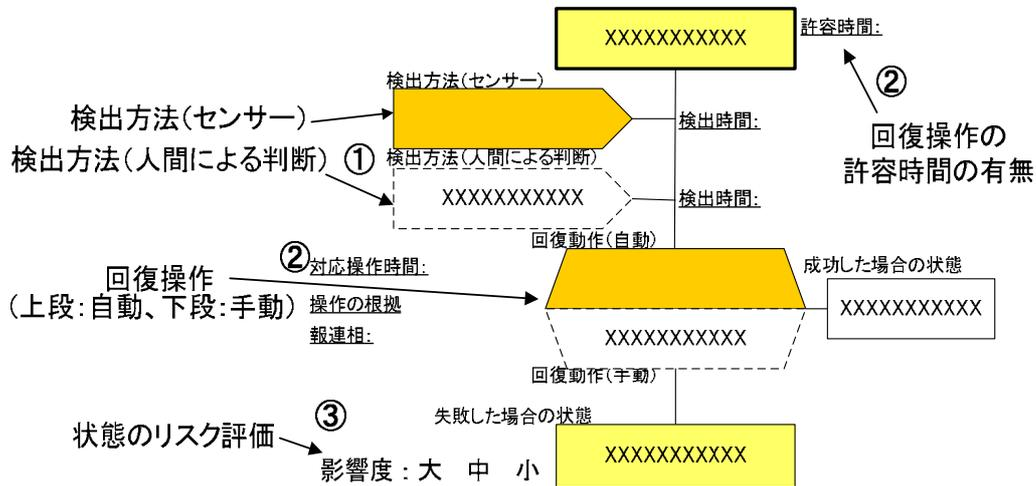 XXXXXXXXXXX
許容時間:
②
検出方法(センサー)
検出方法(センサー)
検出時間:
回復操作の
許容時間の有無
検出方法(人間による判断)
①
検出方法(人間による判断)
XXXXXXXXXXX
検出時間:
回復動作(自動)
②
対応操作時間:
回復操作
(上段:自動、下段:手動)
操作の根拠
報連相:
成功した場合の状態
XXXXXXXXXXX
XXXXXXXXXXX
回復動作(手動)
③
失敗した場合の状態
状態のリスク評価
影響度:大 中 小
XXXXXXXXXXX